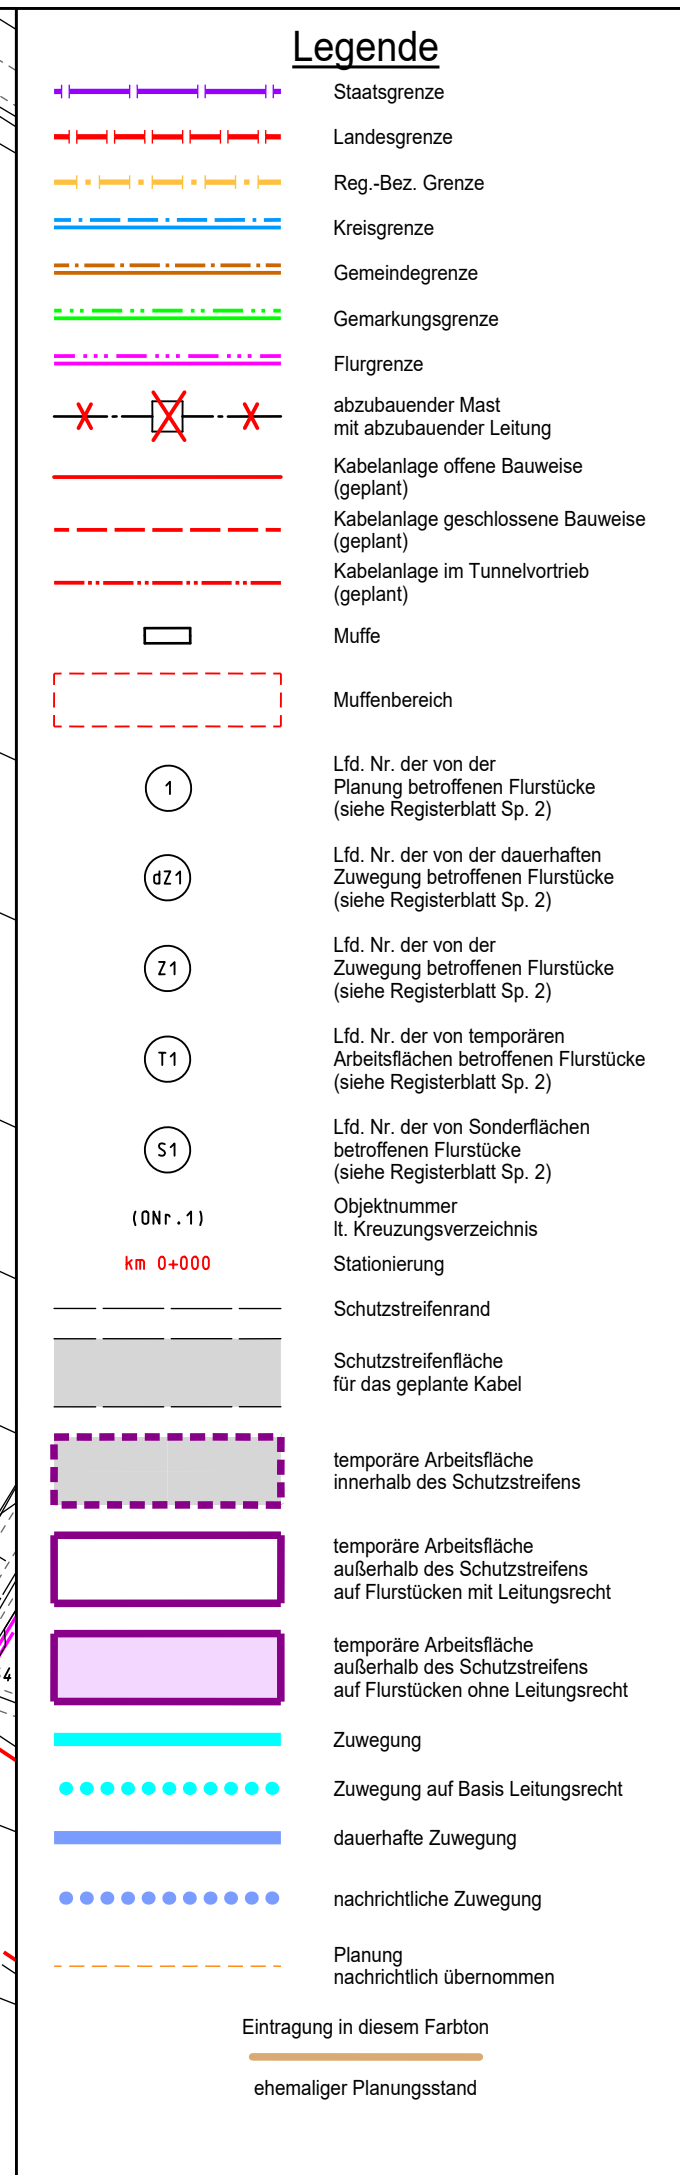 Legende
Staatsgrenze
Landesgrenze
Reg.-Bez. Grenze
Kreisgrenze
Gemeindegrenze
Gemarkungsgrenze
Flurgrenze
abzubauender Mast
mit abzubauender Leitung
Kabelanlage offene Bauweise
(geplant)
Kabelanlage geschlossene Bauweise
(geplant)
Kabelanlage im Tunnelvortrieb
(geplant)
Muffe
Muffenbereich
1
Lfd. Nr. der von der
Planung betroffenen Flurstücke
(siehe Registerblatt Sp. 2)
dZ1
Lfd. Nr. der von der dauerhaften
Zuwegung betroffenen Flurstücke
(siehe Registerblatt Sp. 2)
Z1
Lfd. Nr. der von der
Zuwegung betroffenen Flurstücke
(siehe Registerblatt Sp. 2)
T1
Lfd. Nr. der von temporären
Arbeitsflächen betroffenen Flurstücke
(siehe Registerblatt Sp. 2)
S1
Lfd. Nr. der von Sonderflächen
betroffenen Flurstücke
(siehe Registerblatt Sp. 2)
(ONr.1)
Objektnummer
lt. Kreuzungsverzeichnis
km 0+000
Stationierung
Schutzstreifenrand
Schutzstreifenfläche
für das geplante Kabel
temporäre Arbeitsfläche
innerhalb des Schutzstreifens
temporäre Arbeitsfläche
außerhalb des Schutzstreifens
auf Flurstücken mit Leitungsrecht
temporäre Arbeitsfläche
außerhalb des Schutzstreifens
auf Flurstücken ohne Leitungsrecht
4
Zuwegung
Zuwegung auf Basis Leitungsrecht
dauerhafte Zuwegung
nachrichtliche Zuwegung
Planung
nachrichtlich übernommen
Eintragung in diesem Farbton
ehemaliger Planungsstand